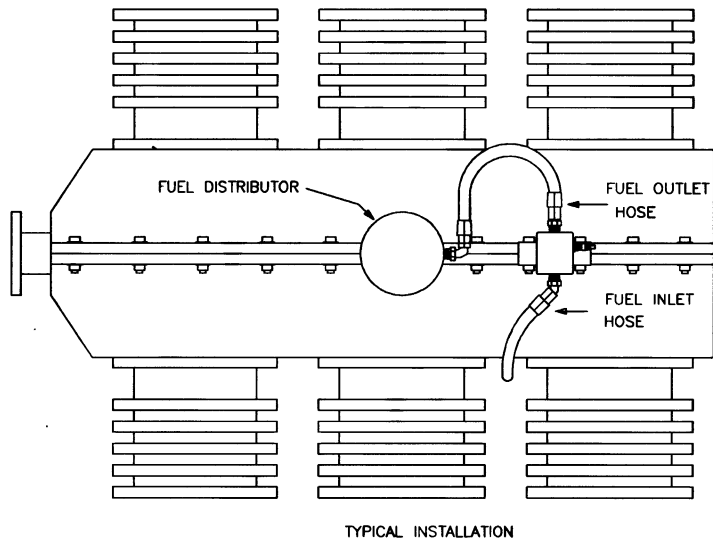 FUEL DISTRIBUTOR
FUEL OUTLET
HOSE
FUEL INLET
HOSE
TYPICAL INSTALLATION